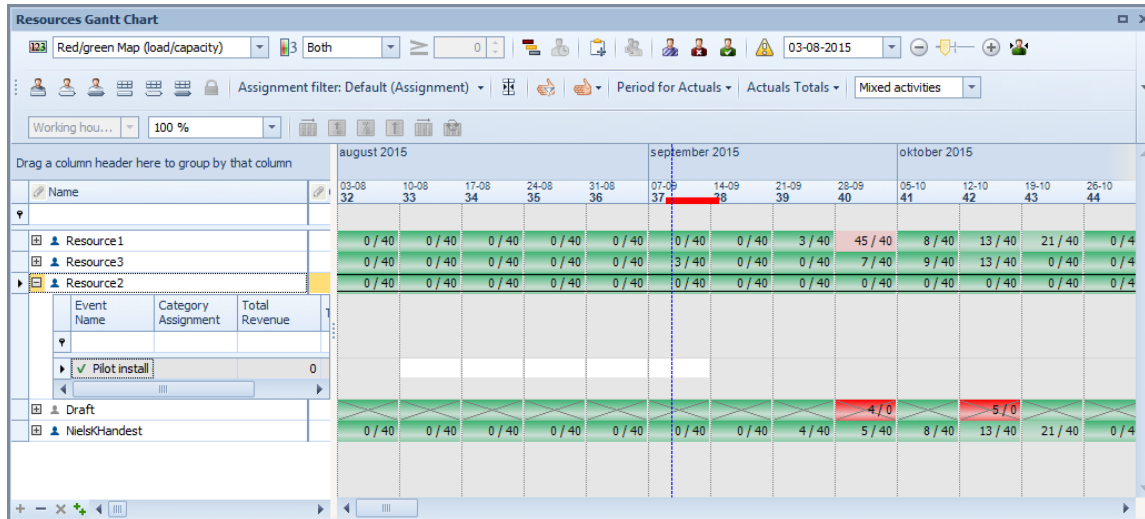 Resources Gantt Chart
123 Red/green Map (load/capacity) 3 Both ≥ 0 03-08-2015
Assignment filter: Default (Assignment) Period for Actuals Actuals Totals Mixed activities
Working hou... 100 %
Drag a column header here to group by that column
august 2015 september 2015 oktober 2015
Name
03-08 10-08 17-08 24-08 31-08 07-09 14-09 21-09 28-09 05-10 12-10 19-10 26-10
32 33 34 35 36 37 38 39 40 41 42 43 44
Resource1 0 / 40 0 / 40 0 / 40 0 / 40 0 / 40 0 / 40 0 / 40 3 / 40 45 / 40 8 / 40 13 / 40 21 / 40 0 / 4
Resource3 0 / 40 0 / 40 0 / 40 0 / 40 0 / 40 3 / 40 0 / 40 0 / 40 7 / 40 9 / 40 13 / 40 0 / 40 0 / 4
Resource2 0 / 40 0 / 40 0 / 40 0 / 40 0 / 40 0 / 40 0 / 40 0 / 40 0 / 40 0 / 40 0 / 40 0 / 40 0 / 4
Event Category Total
Name Assignment Revenue
Pilot install 0
Draft 4 / 0 5 / 0
NielsKHandest 0 / 40 0 / 40 0 / 40 0 / 40 0 / 40 0 / 40 0 / 40 4 / 40 5 / 40 8 / 40 13 / 40 21 / 40 0 / 4